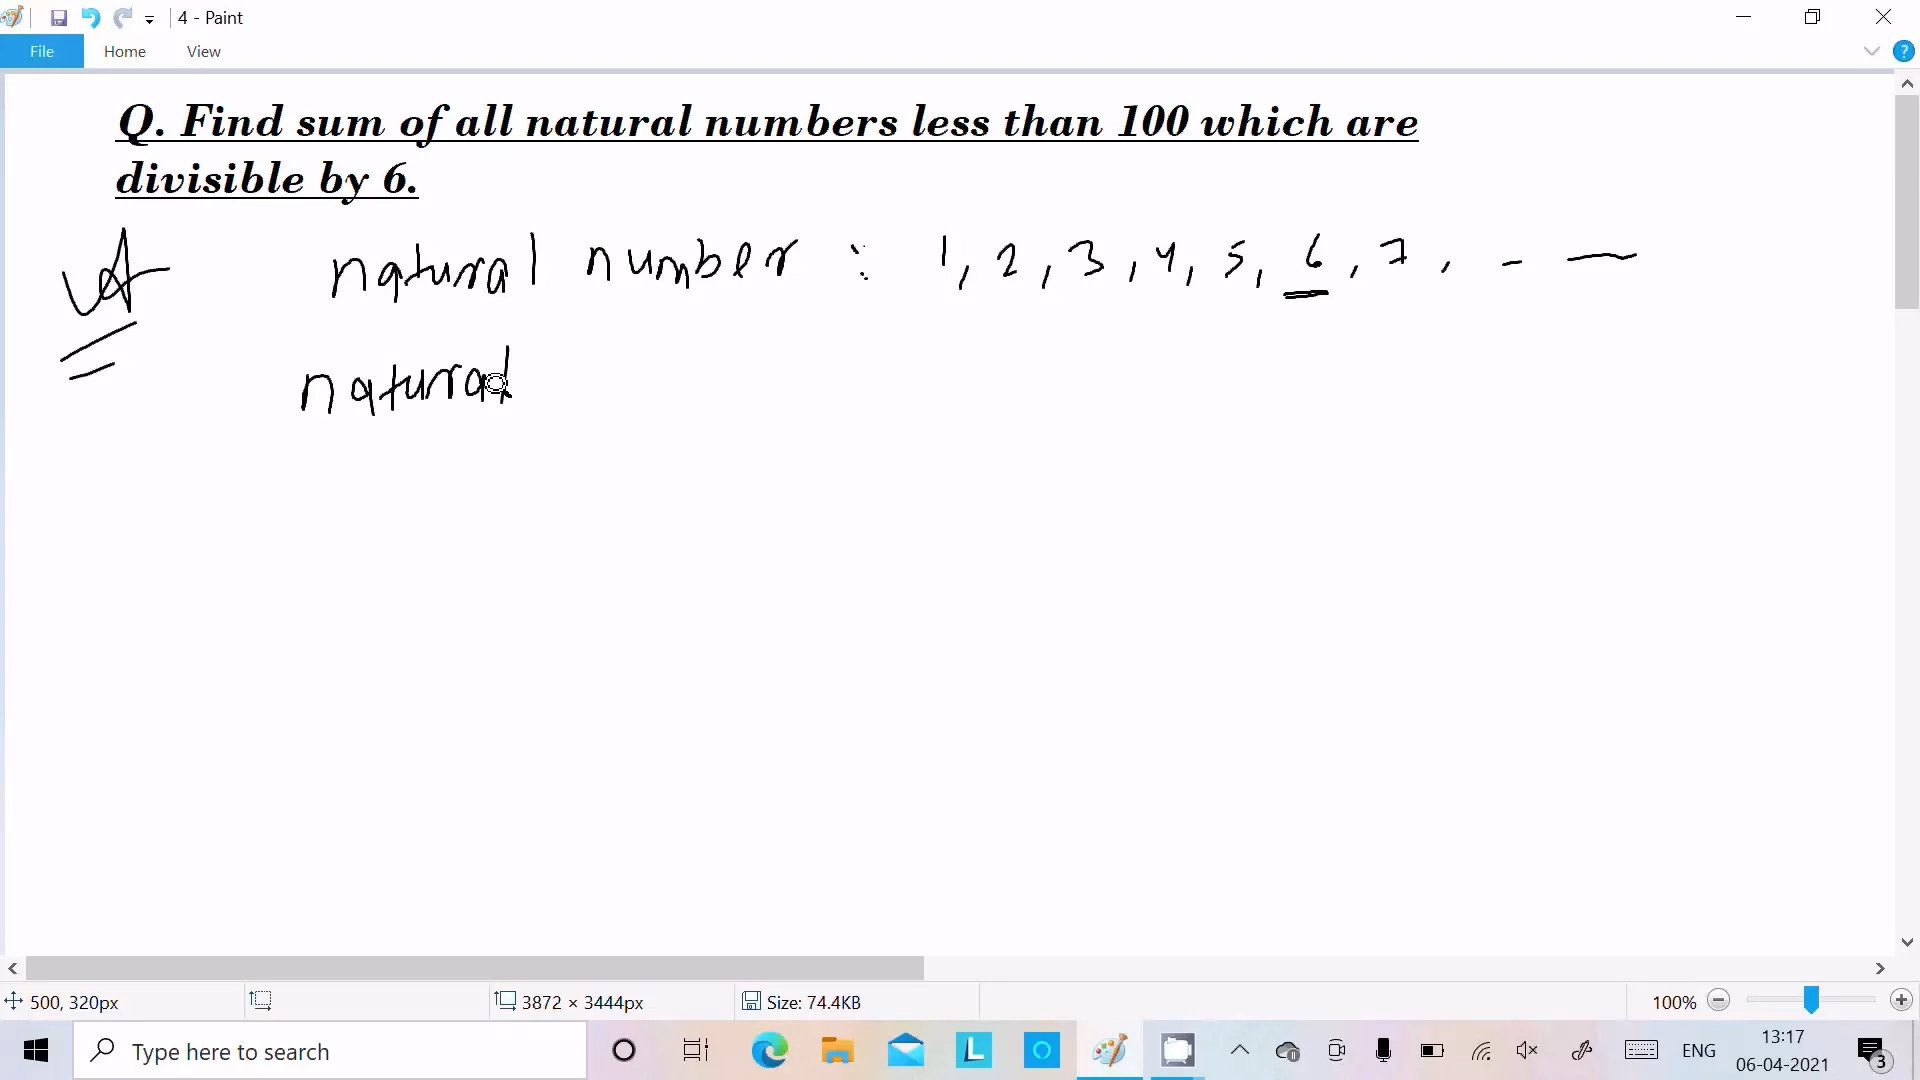 4 - Paint
File Home View
Q. Find sum of all natural numbers less than 100 which are
divisible by 6.
natural number : 1, 2, 3, 4, 5, 6, 7, - —
natural
500, 320px 3872 × 3444px Size: 74.4KB 100%
Type here to search
ENG
13:17
06-04-2021
3